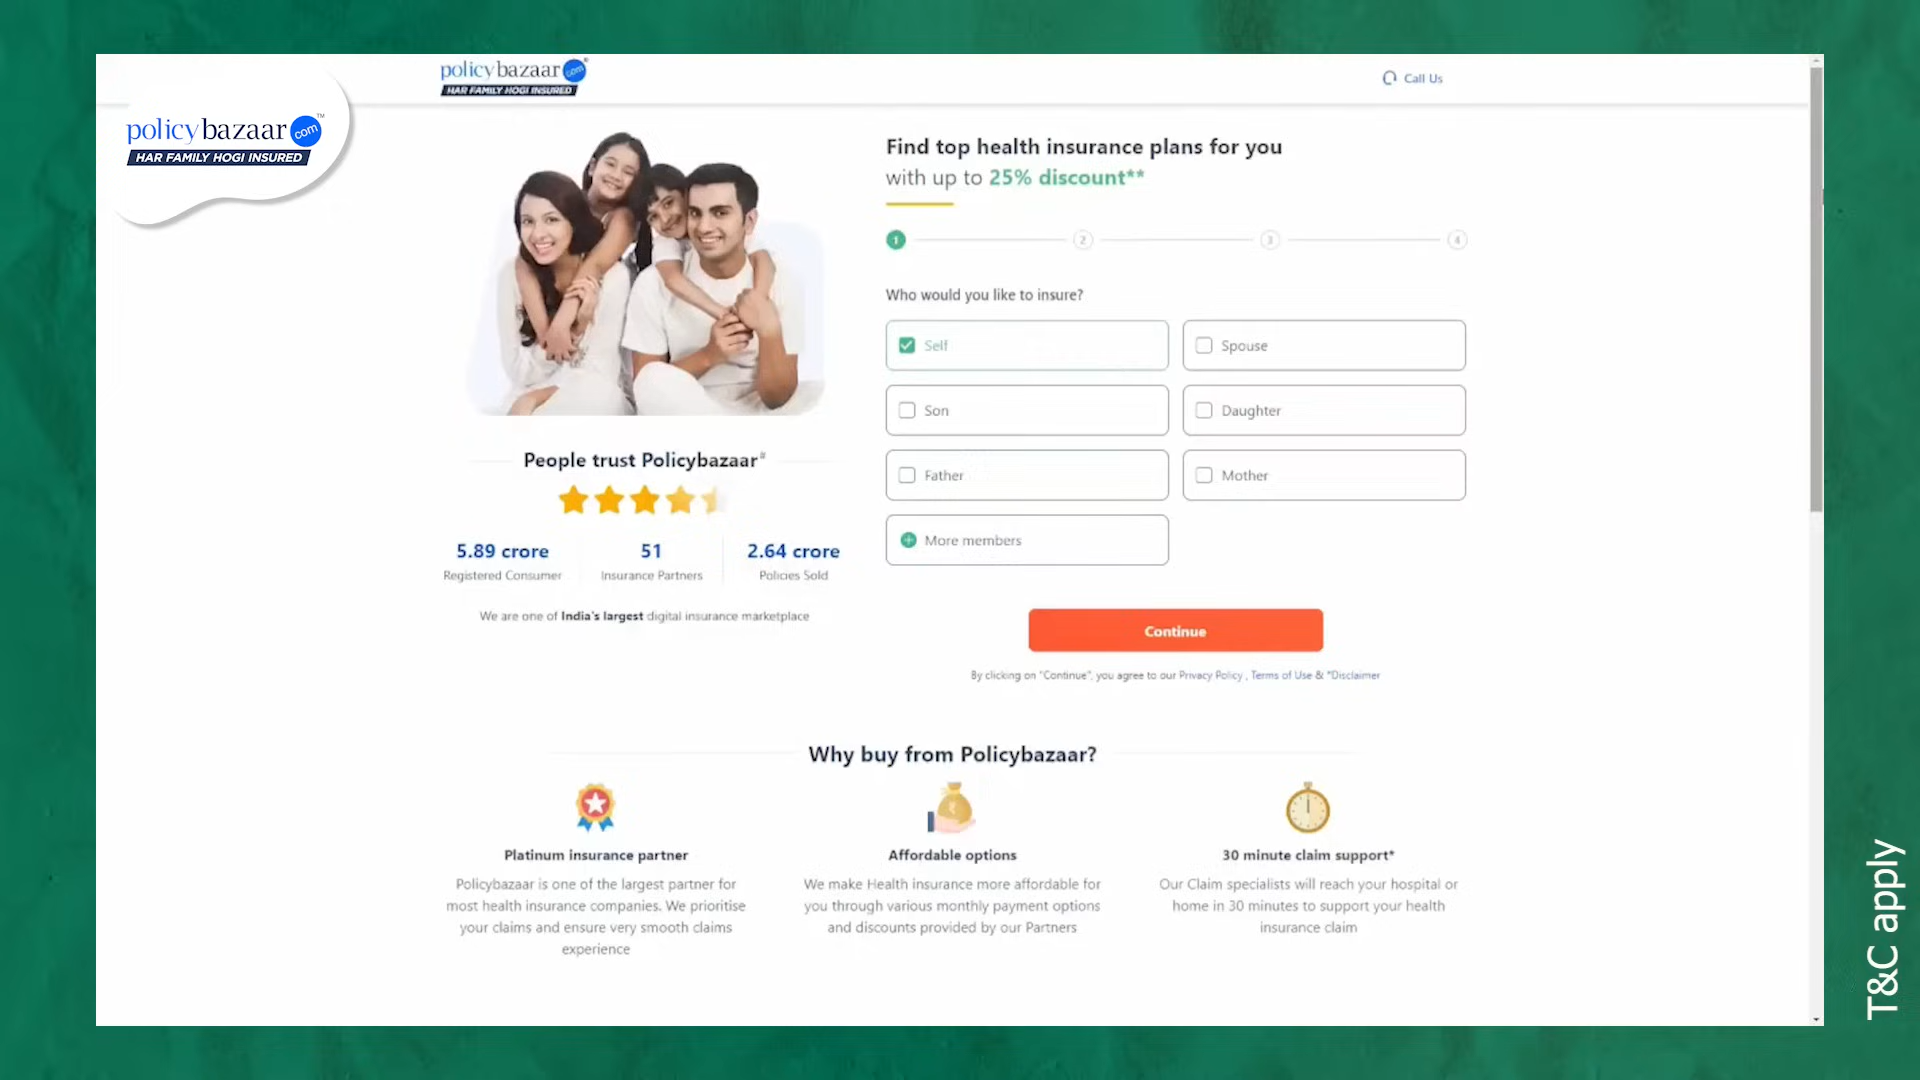 policybazaar com
HAR FAMILY HOGI INSURED
Call Us
policybazaar com™
HAR FAMILY HOGI INSURED
Find top health insurance plans for you
with up to 25% discount**
1 2 3 4
Who would you like to insure?
Self
Spouse
Son
Daughter
Father
Mother
More members
Continue
By clicking on "Continue", you agree to our Privacy Policy , Terms of Use & *Disclaimer
People trust Policybazaar#
5.89 crore
Registered Consumer
51
Insurance Partners
2.64 crore
Policies Sold
We are one of India's largest digital insurance marketplace
Why buy from Policybazaar?
Platinum insurance partner
Policybazaar is one of the largest partner for
most health insurance companies. We prioritise
your claims and ensure very smooth claims
experience
Affordable options
We make Health insurance more affordable for
you through various monthly payment options
and discounts provided by our Partners
30 minute claim support*
Our Claim specialists will reach your hospital or
home in 30 minutes to support your health
insurance claim
T&C apply